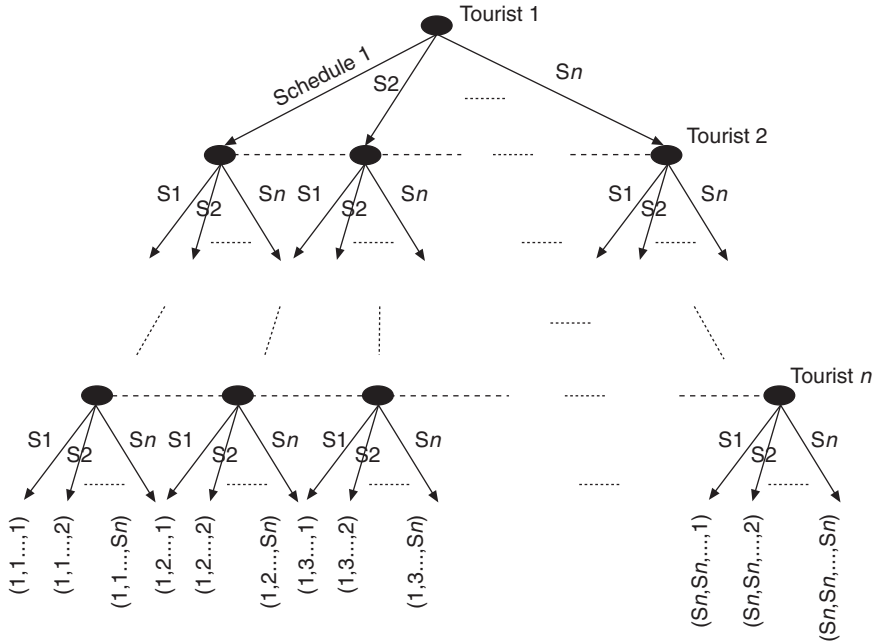 Tourist 1
Schedule 1
S2
Sn
Tourist 2
S1
S2
Sn
S1
S2
Sn
S1
S2
Sn
Tourist n
S1
S2
Sn
S1
S2
Sn
S1
S2
Sn
S1
S2
Sn
(1,1...,1)
(1,1...,2)
(1,1...,Sn)
(1,2...,1)
(1,2...,2)
(1,2...,Sn)
(1,3...,1)
(1,3...,2)
(1,3...,Sn)
(Sn,Sn,...,1)
(Sn,Sn,...,2)
(Sn,Sn,...,Sn)